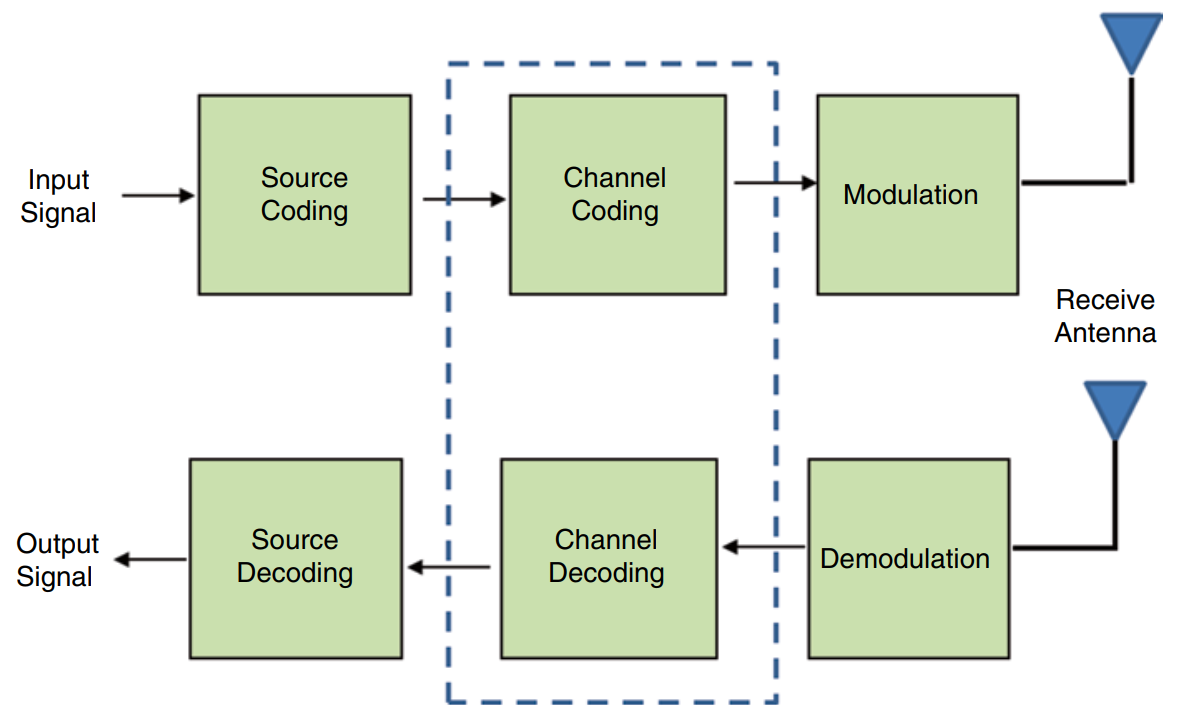 Input
Signal
Source
Coding
Channel
Coding
Modulation
Receive
Antenna
Output
Signal
Source
Decoding
Channel
Decoding
Demodulation